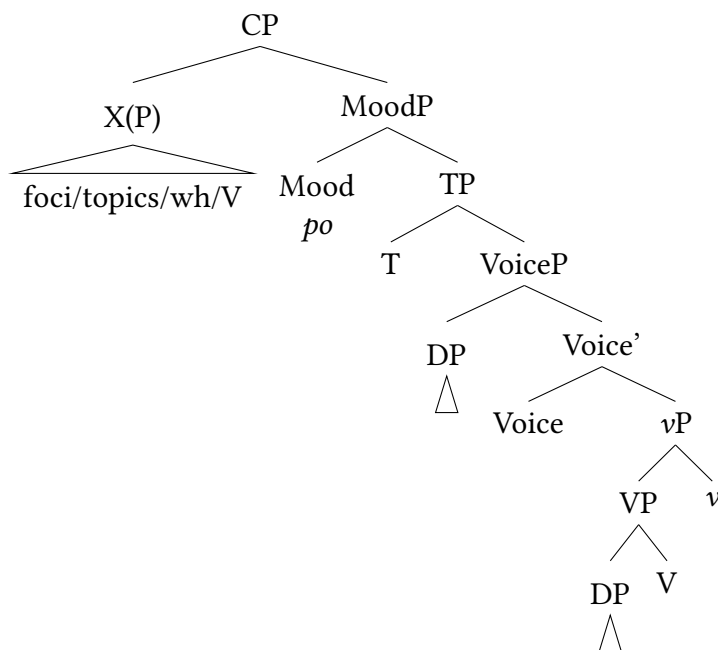 CP
X(P) MoodP
foci/topics/wh/V Mood TP
po
T VoiceP
DP Voice’
Voice vP
VP v
DP V